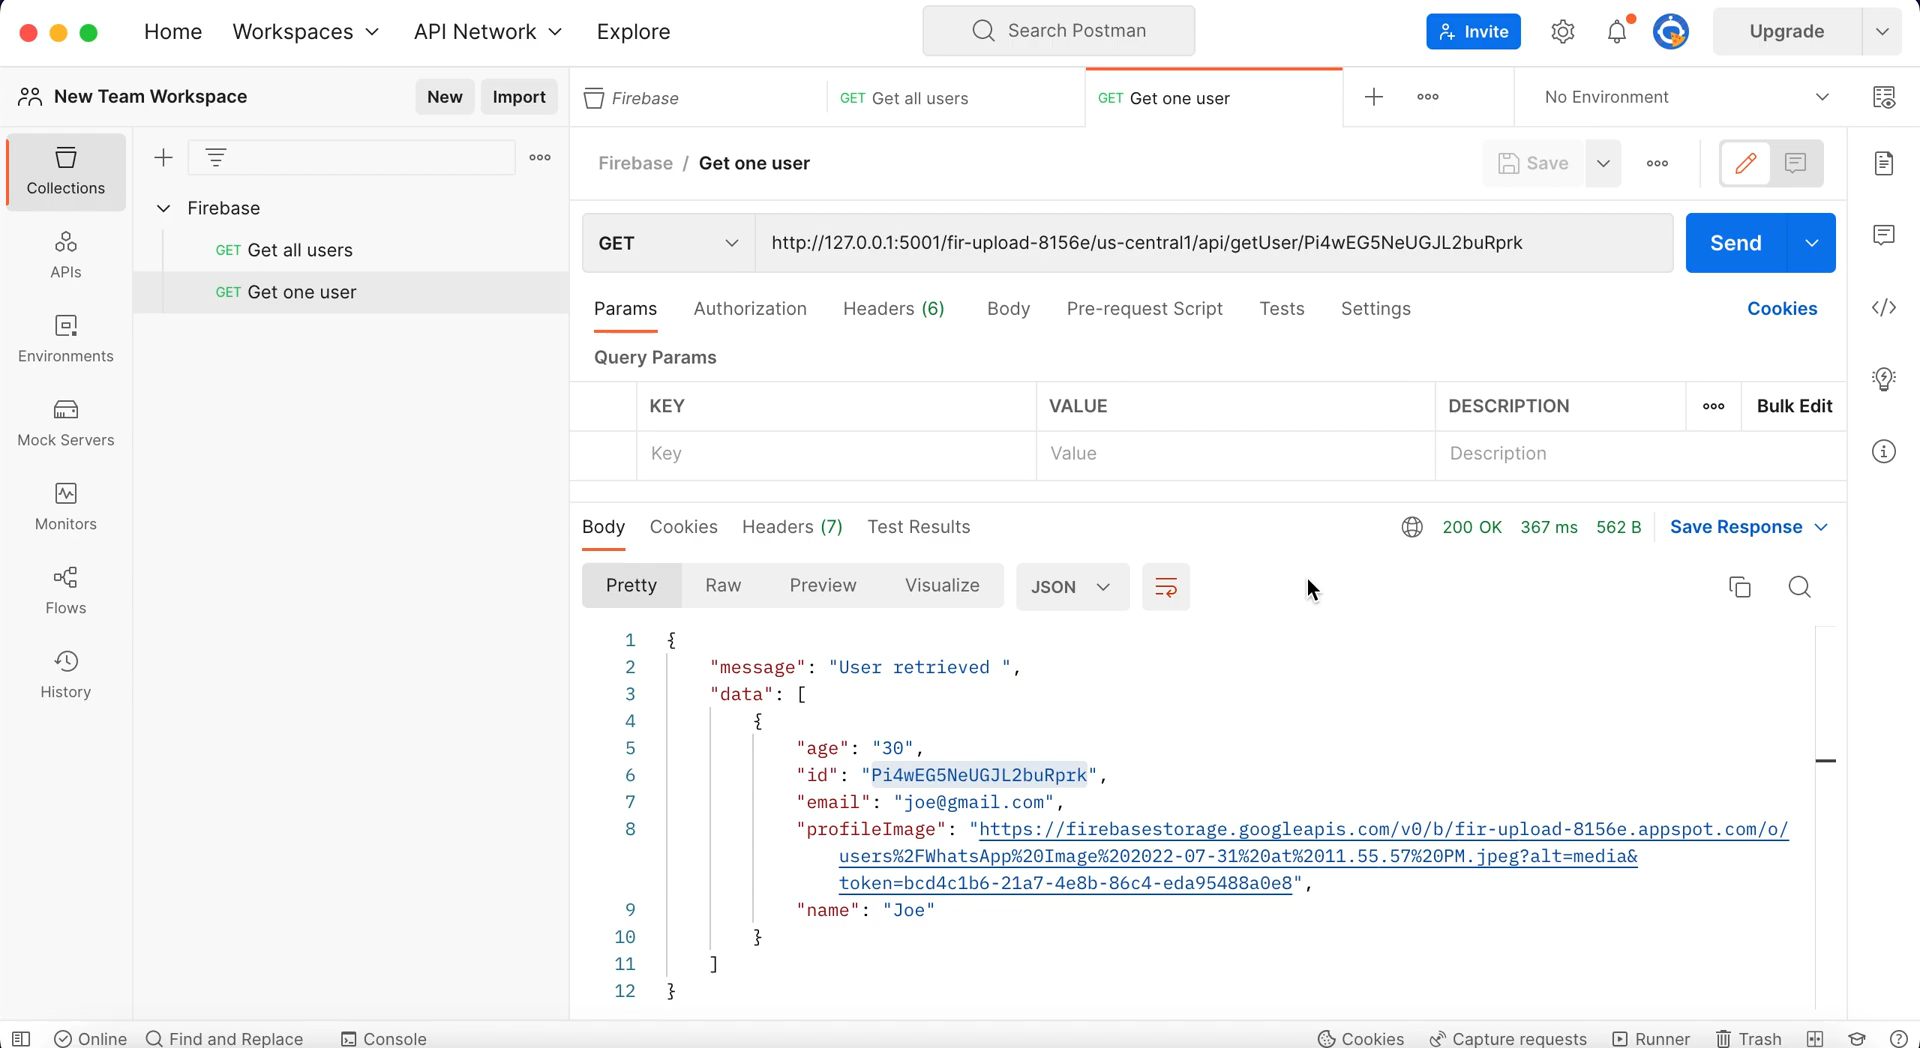 Home
Workspaces
API Network
Explore
Search Postman
Invite
Upgrade
New Team Workspace
New
Import
Firebase
GET Get all users
GET Get one user
No Environment
Collections
APIs
Environments
Mock Servers
Monitors
Flows
History
Firebase
GET Get all users
GET Get one user
Firebase / Get one user
Save
GET
http://127.0.0.1:5001/fir-upload-8156e/us-central1/api/getUser/Pi4wEG5NeUGJL2buRprk
Send
Params
Authorization
Headers (6)
Body
Pre-request Script
Tests
Settings
Cookies
Query Params
KEY
VALUE
DESCRIPTION
Bulk Edit
Key
Value
Description
Body
Cookies
Headers (7)
Test Results
200 OK
367 ms
562 B
Save Response
Pretty
Raw
Preview
Visualize
JSON
1 {
2 "message": "User retrieved ",
3 "data": [
4 {
5 "age": "30",
6 "id": "Pi4wEG5NeUGJL2buRprk",
7 "email": "joe@gmail.com",
8 "profileImage": "https://firebasestorage.googleapis.com/v0/b/fir-upload-8156e.appspot.com/o/
users%2FWhatsApp%20Image%202022-07-31%20at%2011.55.57%20PM.jpeg?alt=media&
token=bcd4c1b6-21a7-4e8b-86c4-eda95488a0e8",
9 "name": "Joe"
10 }
11 ]
12 }
Online
Find and Replace
Console
Cookies
Capture requests
Runner
Trash